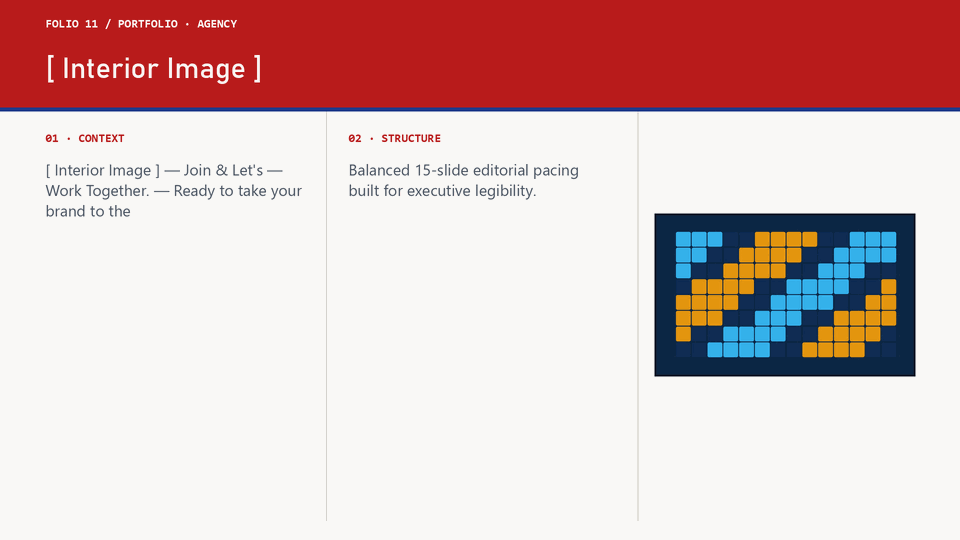 FOLIO 11 / PORTFOLIO · AGENCY
[ Interior Image ]
01 · CONTEXT
[ Interior Image ] — Join & Let's —
Work Together. — Ready to take your
brand to the
02 · STRUCTURE
Balanced 15-slide editorial pacing
built for executive legibility.